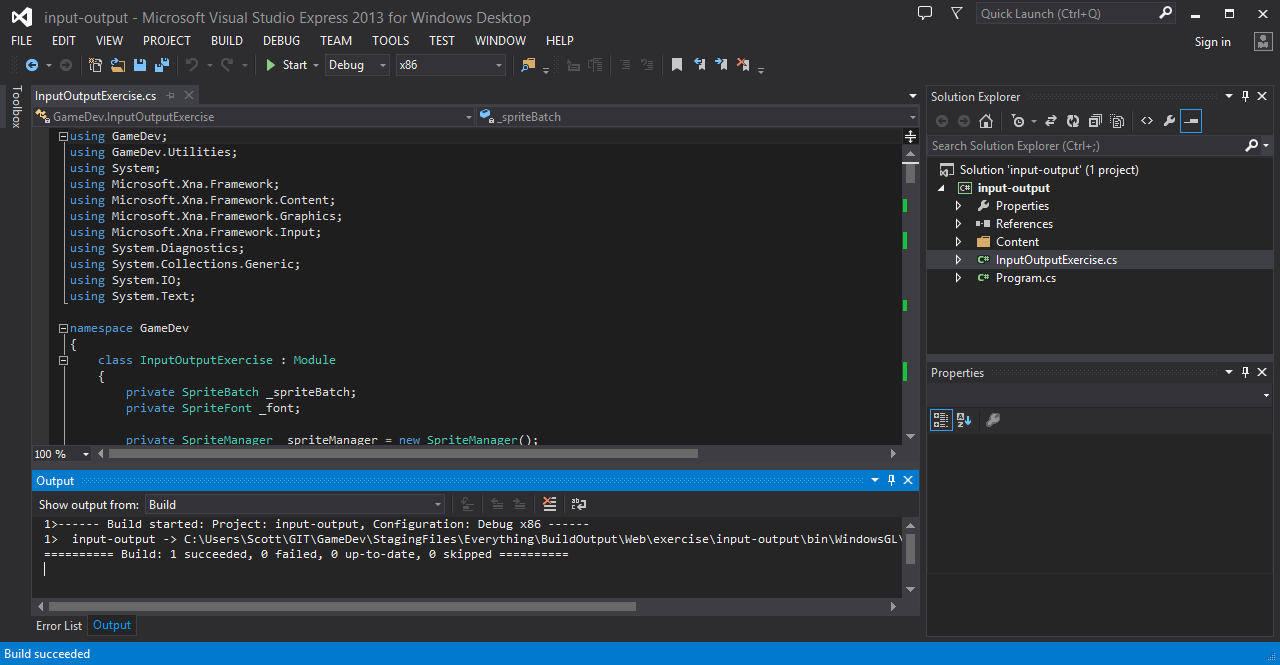 input-output - Microsoft Visual Studio Express 2013 for Windows Desktop
Quick Launch (Ctrl+Q)
FILE EDIT VIEW PROJECT BUILD DEBUG TEAM TOOLS TEST WINDOW HELP
Sign in
Start Debug x86
Toolbox
InputOutputExercise.cs
GameDev.InputOutputExercise
_spriteBatch
using GameDev;
using GameDev.Utilities;
using System;
using Microsoft.Xna.Framework;
using Microsoft.Xna.Framework.Content;
using Microsoft.Xna.Framework.Graphics;
using Microsoft.Xna.Framework.Input;
using System.Diagnostics;
using System.Collections.Generic;
using System.IO;
using System.Text;
namespace GameDev
{
class InputOutputExercise : Module
{
private SpriteBatch _spriteBatch;
private SpriteFont _font;
private SpriteManager _spriteManager = new SpriteManager();
100 %
Output
Show output from: Build
1>------ Build started: Project: input-output, Configuration: Debug x86 ------
1>  input-output -> C:\Users\Scott\GIT\GameDev\StagingFiles\Everything\BuildOutput\Web\exercise\input-output\bin\WindowsGL\
========== Build: 1 succeeded, 0 failed, 0 up-to-date, 0 skipped ==========
Error List Output
Build succeeded
Solution Explorer
Search Solution Explorer (Ctrl+;)
Solution 'input-output' (1 project)
C# input-output
Properties
References
Content
C# InputOutputExercise.cs
C# Program.cs
Properties